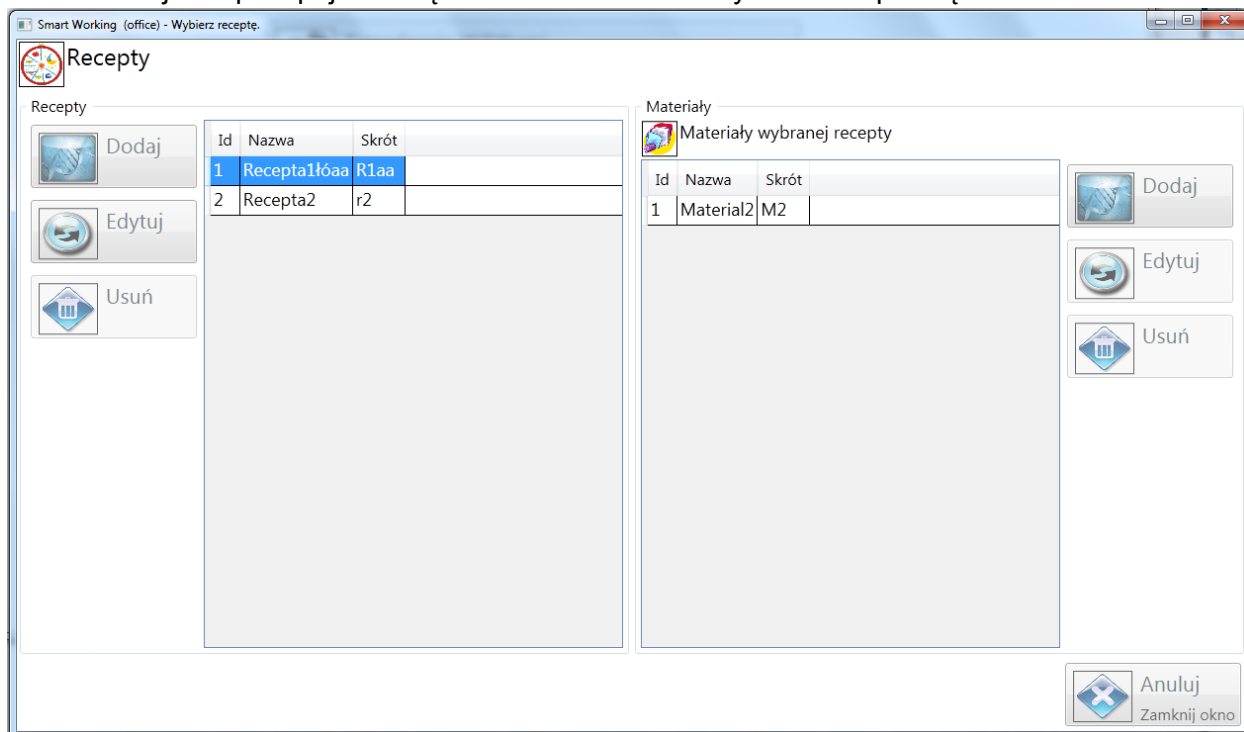 Smart Working (office) - Wybierz receptę.
Recepty
Recepty
Dodaj
Edytuj
Usuń
Id Nazwa Skrót
1 Recepta1łóaa R1aa
2 Recepta2 r2
Materiały
Materiały wybranej recepty
Id Nazwa Skrót
1 Material2 M2
Dodaj
Edytuj
Usuń
Anuluj
Zamknij okno